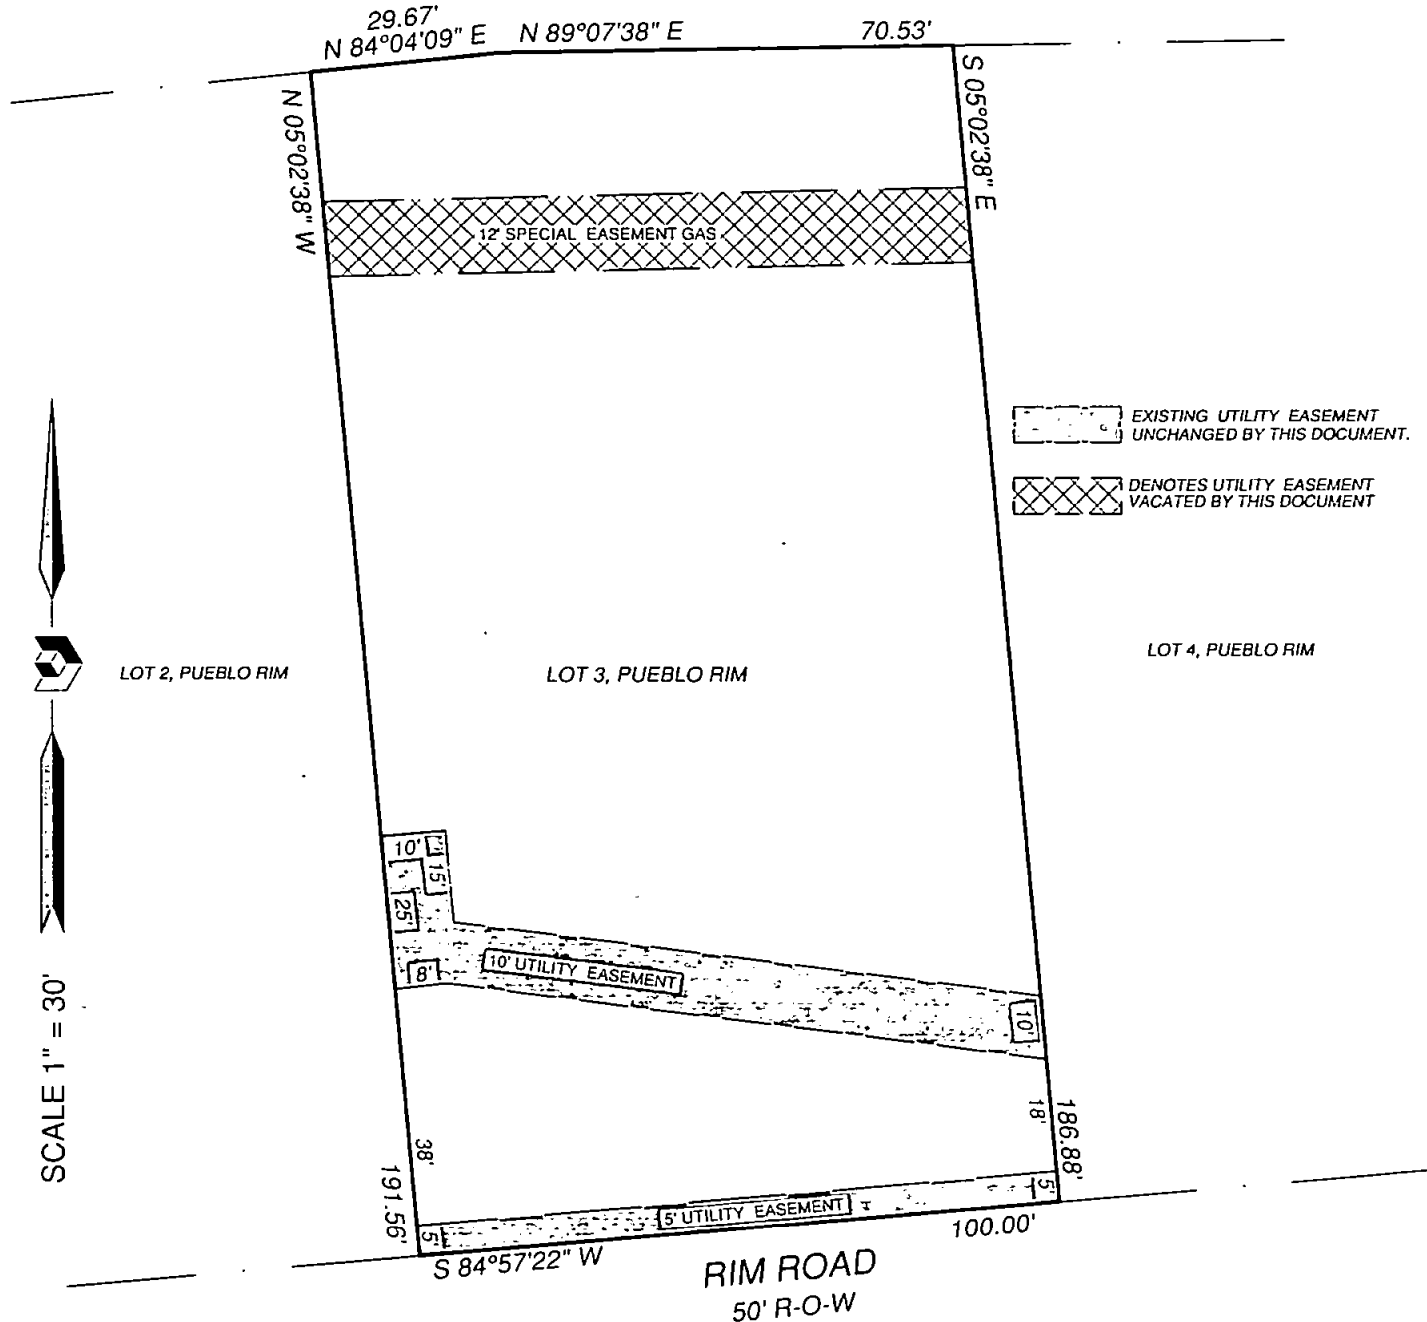 29.67'
N 84°04'09" E
N 89°07'38" E
70.53'
N 05°02'38" W
S 05°02'38" E
12' SPECIAL EASEMENT GAS
EXISTING UTILITY EASEMENT
UNCHANGED BY THIS DOCUMENT.
DENOTES UTILITY EASEMENT
VACATED BY THIS DOCUMENT
LOT 2, PUEBLO RIM
LOT 3, PUEBLO RIM
LOT 4, PUEBLO RIM
10'
15'
25'
8'
10' UTILITY EASEMENT
10'
SCALE 1" = 30'
38'
191.56'
18'
186.88'
5'
5' UTILITY EASEMENT
5'
S 84°57'22" W
100.00'
RIM ROAD
50' R-O-W